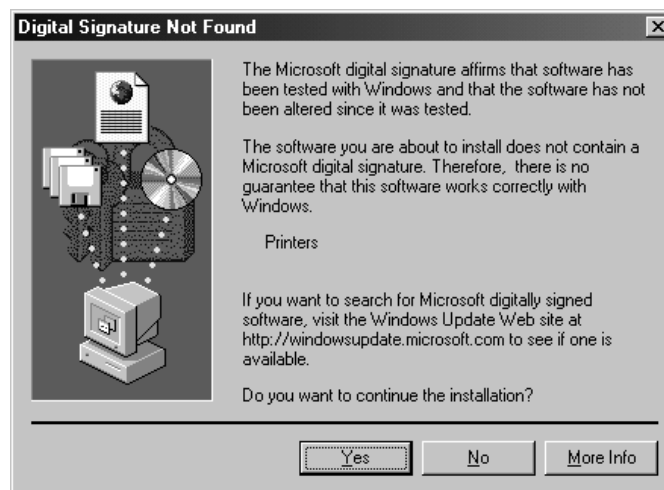 Digital Signature Not Found
The Microsoft digital signature affirms that software has
been tested with Windows and that the software has not
been altered since it was tested.
The software you are about to install does not contain a
Microsoft digital signature. Therefore, there is no
guarantee that this software works correctly with
Windows.
Printers
If you want to search for Microsoft digitally signed
software, visit the Windows Update Web site at
http://windowsupdate.microsoft.com to see if one is
available.
Do you want to continue the installation?
Yes
No
More Info